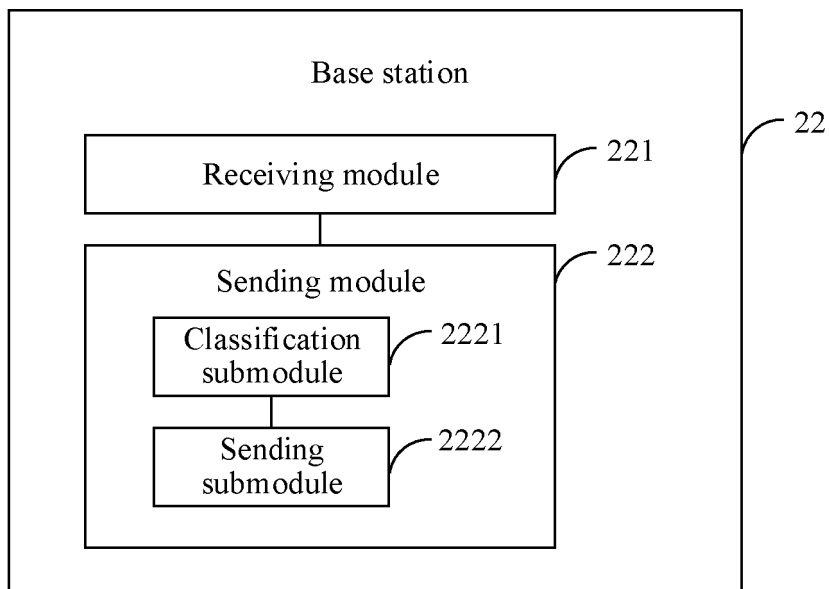 Base station
22
Receiving module
221
Sending module
222
Classification
submodule
2221
Sending
submodule
2222